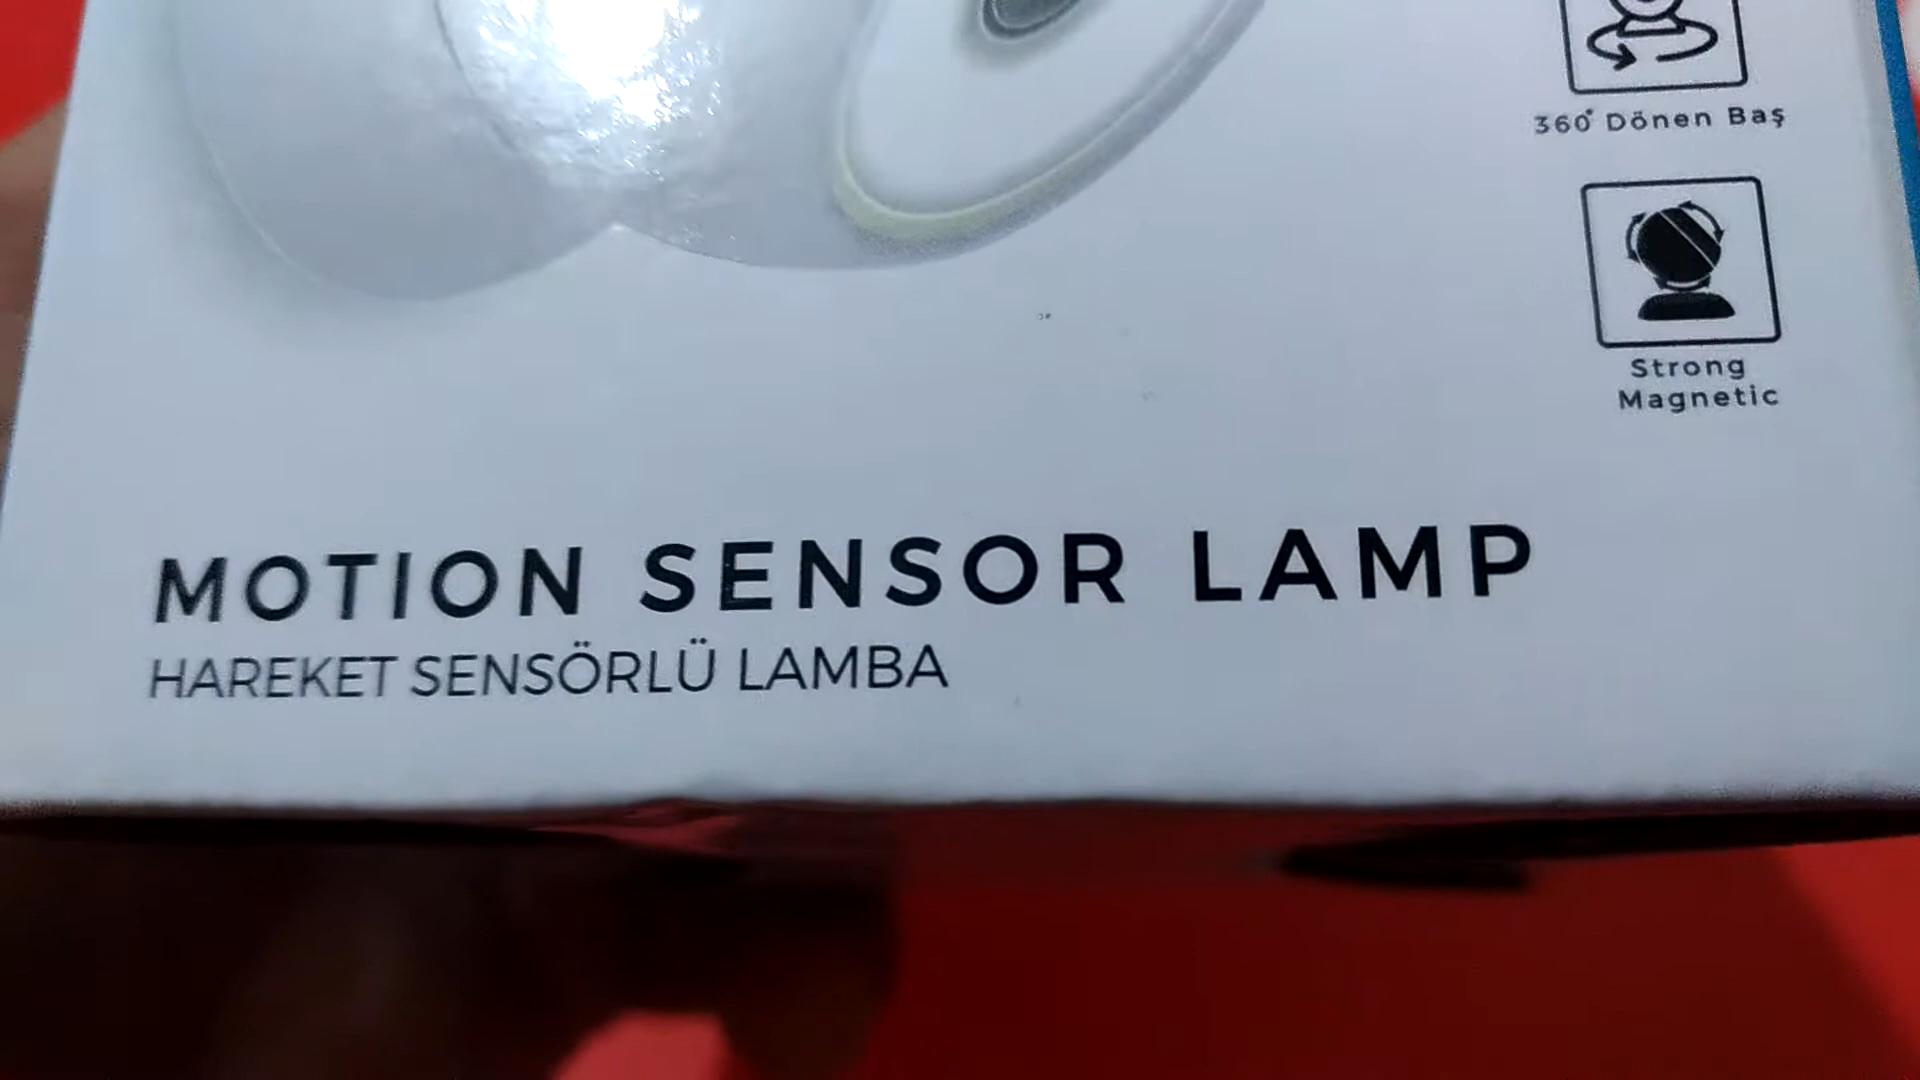 360° Dönen Baş
Strong
Magnetic
MOTION SENSOR LAMP
HAREKET SENSÖRLÜ LAMBA